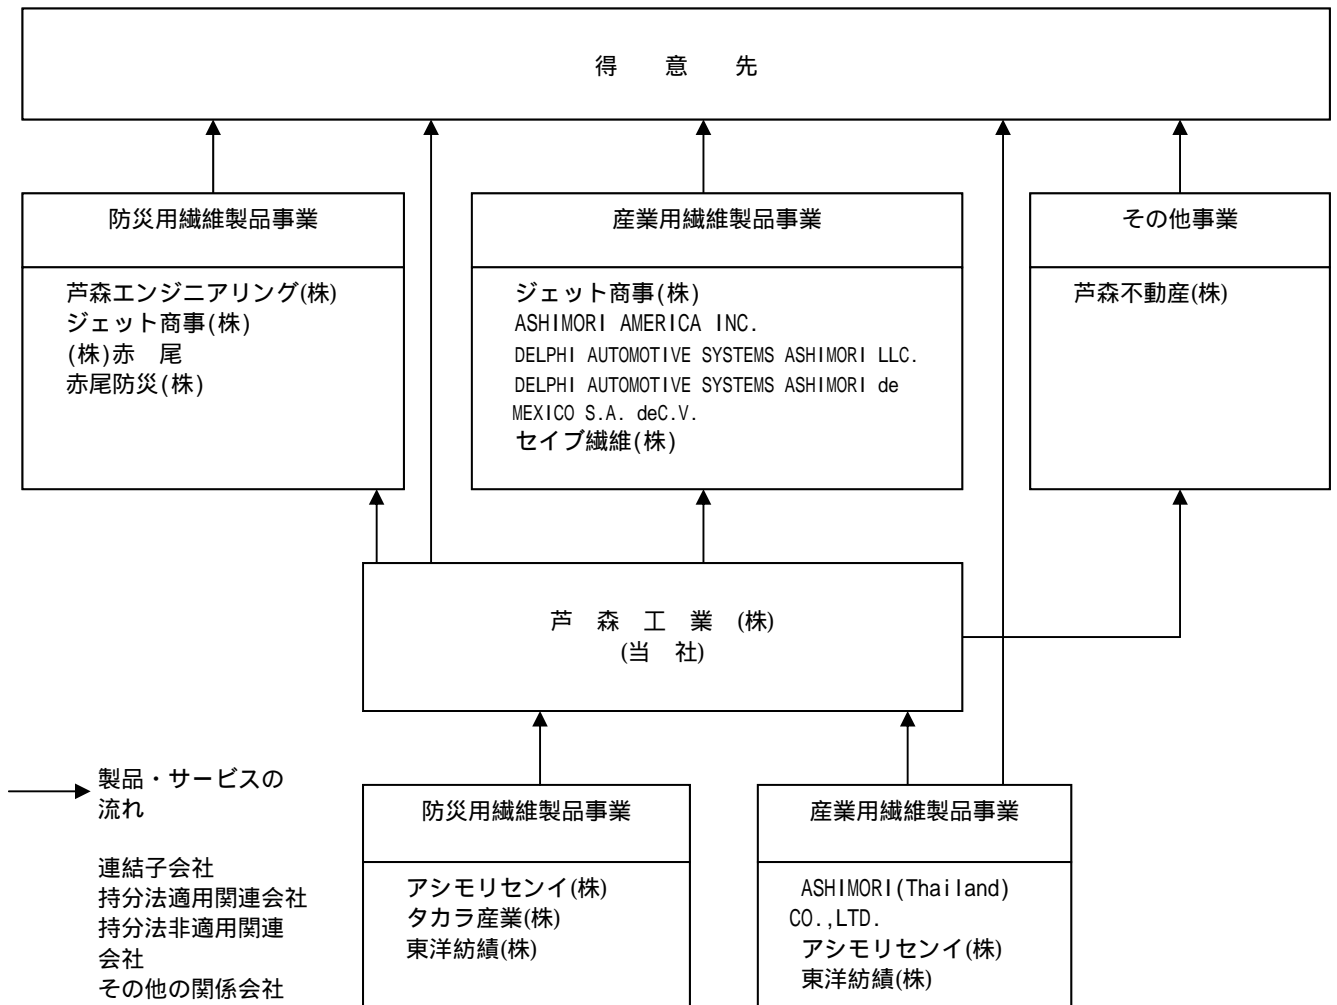 得 意 先
防災用繊維製品事業
芦森エンジニアリング(株)
ジェット商事(株)
(株)赤 尾
赤尾防災(株)
産業用繊維製品事業
ジェット商事(株)
ASHIMORI AMERICA INC.
DELPHI AUTOMOTIVE SYSTEMS ASHIMORI LLC.
DELPHI AUTOMOTIVE SYSTEMS ASHIMORI de
MEXICO S.A. deC.V.
セイブ繊維(株)
その他事業
芦森不動産(株)
芦 森 工 業 (株)
(当 社)
製品・サービスの
流れ
連結子会社
持分法適用関連会社
持分法非適用関連
会社
その他の関係会社
防災用繊維製品事業
アシモリセンイ(株)
タカラ産業(株)
東洋紡績(株)
産業用繊維製品事業
ASHIMORI(Thailand)
CO.,LTD.
アシモリセンイ(株)
東洋紡績(株)